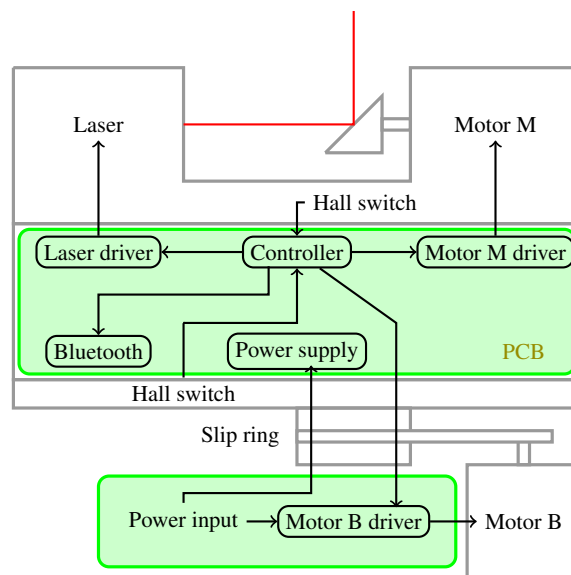 Laser
Motor M
Hall switch
Laser driver
Controller
Motor M driver
Bluetooth
Power supply
PCB
Hall switch
Slip ring
Power input
Motor B driver
Motor B